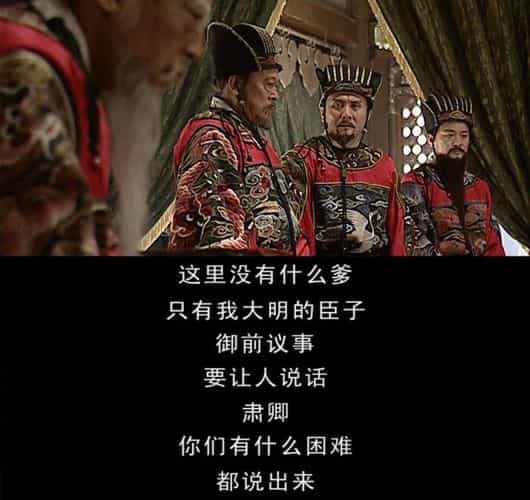 这里没有什么爹
只有我大明的臣子
御前议事
要让人说话
肃卿
你们有什么困难
都说出来